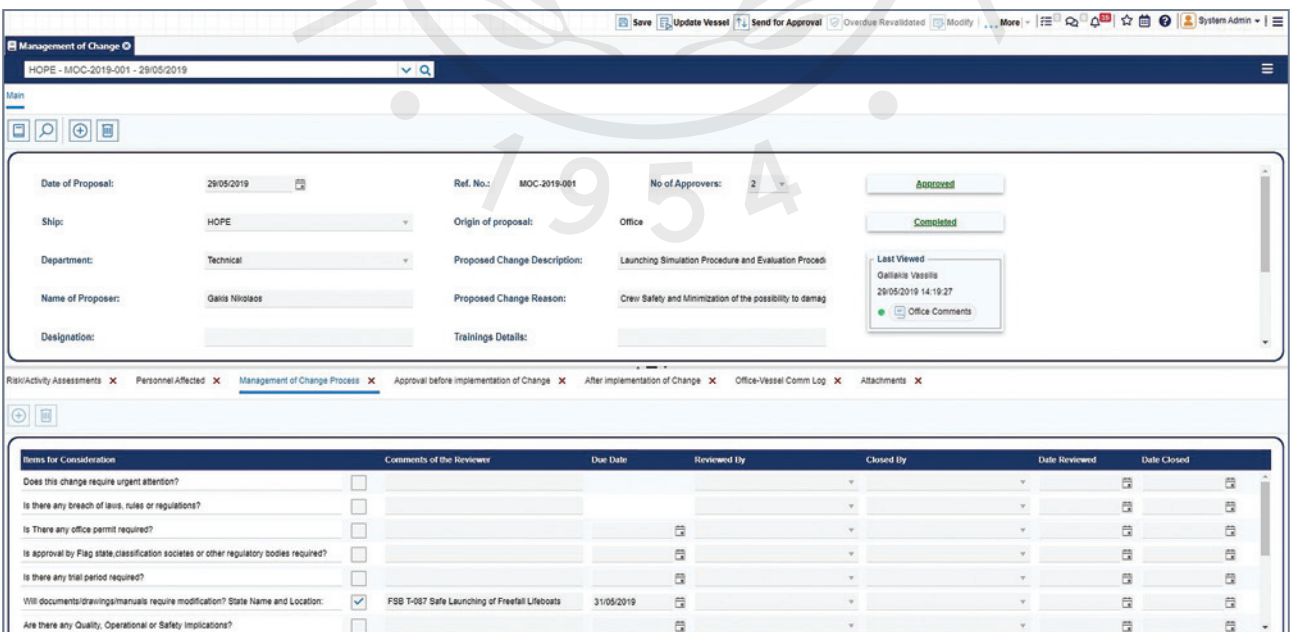 Save Update Vessel Send for Approval Overdue Revalidated Modify ... More System Admin
Management of Change
HOPE - MOC-2019-001 - 29/05/2019
Main
1954
Date of Proposal: 29/05/2019 Ref. No.: MOC-2019-001 No of Approvers: 2 Approved
Ship: HOPE Origin of proposal: Office Completed
Department: Technical Proposed Change Description: Launching Simulation Procedure and Evaluation Procedu Last Viewed
Galliakis Vassilis
29/05/2019 14:19:27
Name of Proposer: Gakis Nikolaos Proposed Change Reason: Crew Safety and Minimization of the possibility to damag
Office Comments
Designation: Trainings Details:
Risk/Activity Assessments X Personnel Affected X Management of Change Process X Approval before implementation of Change X After implementation of Change X Office-Vessel Comm Log X Attachments X
Items for Consideration Comments of the Reviewer Due Date Reviewed By Closed By Date Reviewed Date Closed
Does this change require urgent attention?
Is there any breach of laws, rules or regulations?
Is There any office permit required?
Is approval by Flag state,classification societes or other regulatory bodies required?
Is there any trial period required?
Will documents/drawings/manuals require modification? State Name and Location: FSB T-087 Safe Launching of Freefall Lifeboats 31/05/2019
Are there any Quality, Operational or Safety Implications?